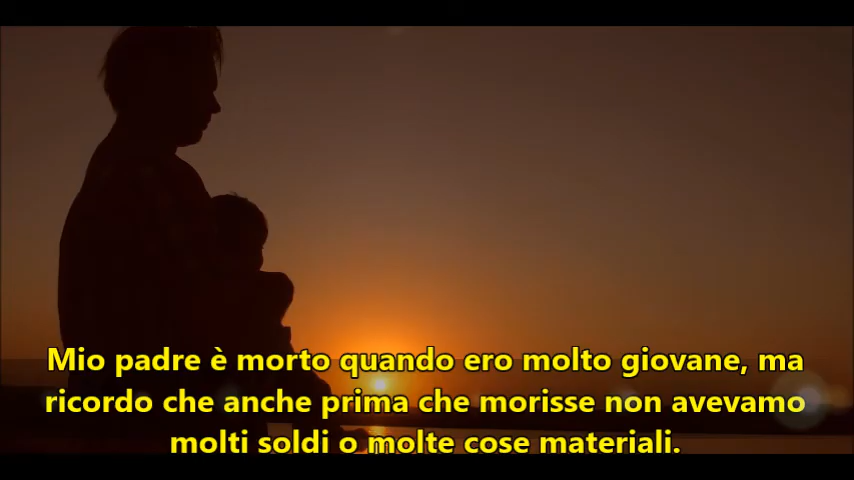 Mio padre è morto quando ero molto giovane, ma
ricordo che anche prima che morisse non avevamo
molti soldi o molte cose materiali.